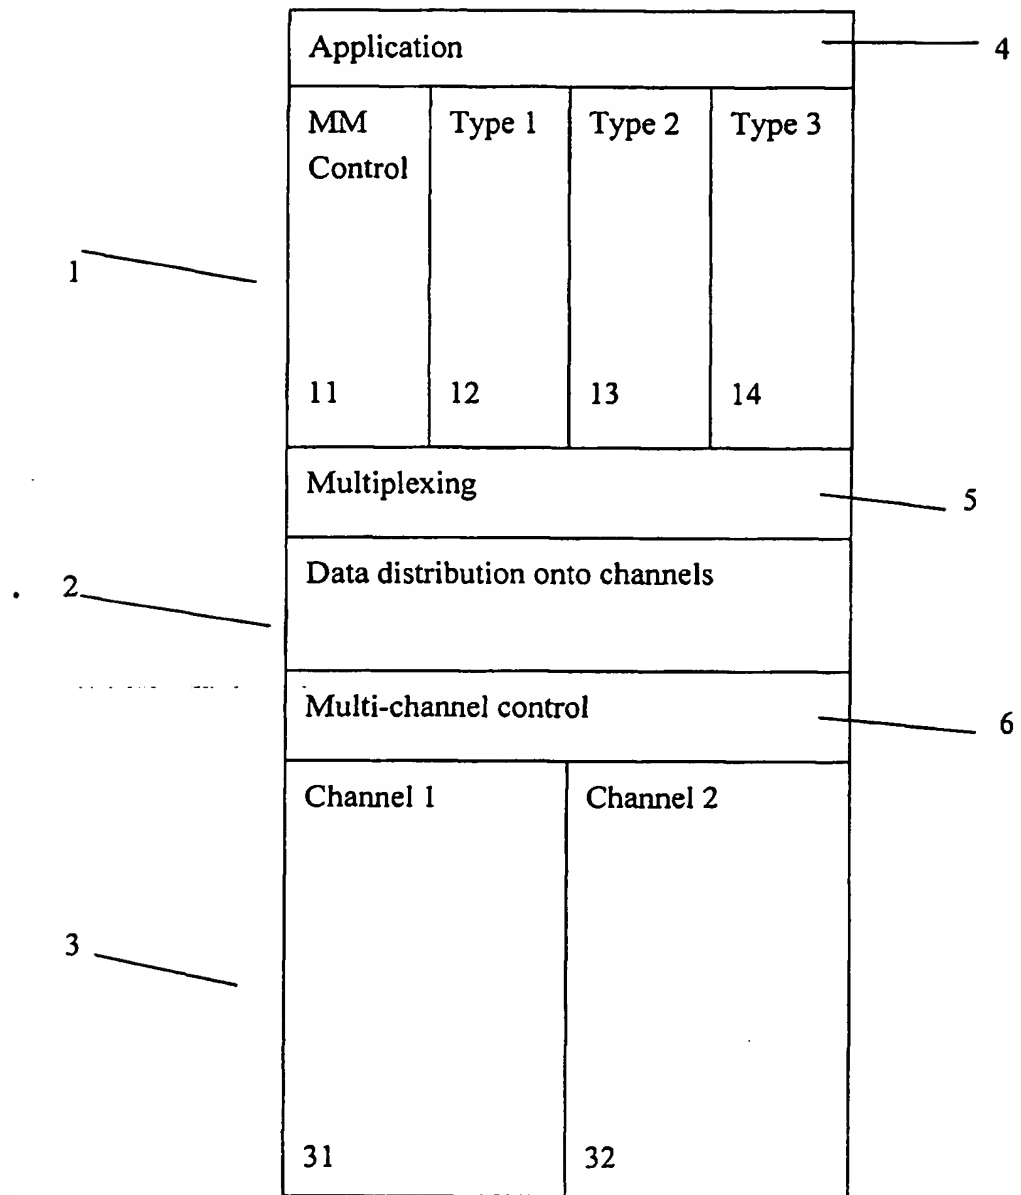 Application
4
MM Control
Type 1
Type 2
Type 3
1
11
12
13
14
Multiplexing
5
Data distribution onto channels
2
Multi-channel control
6
Channel 1
Channel 2
3
31
32